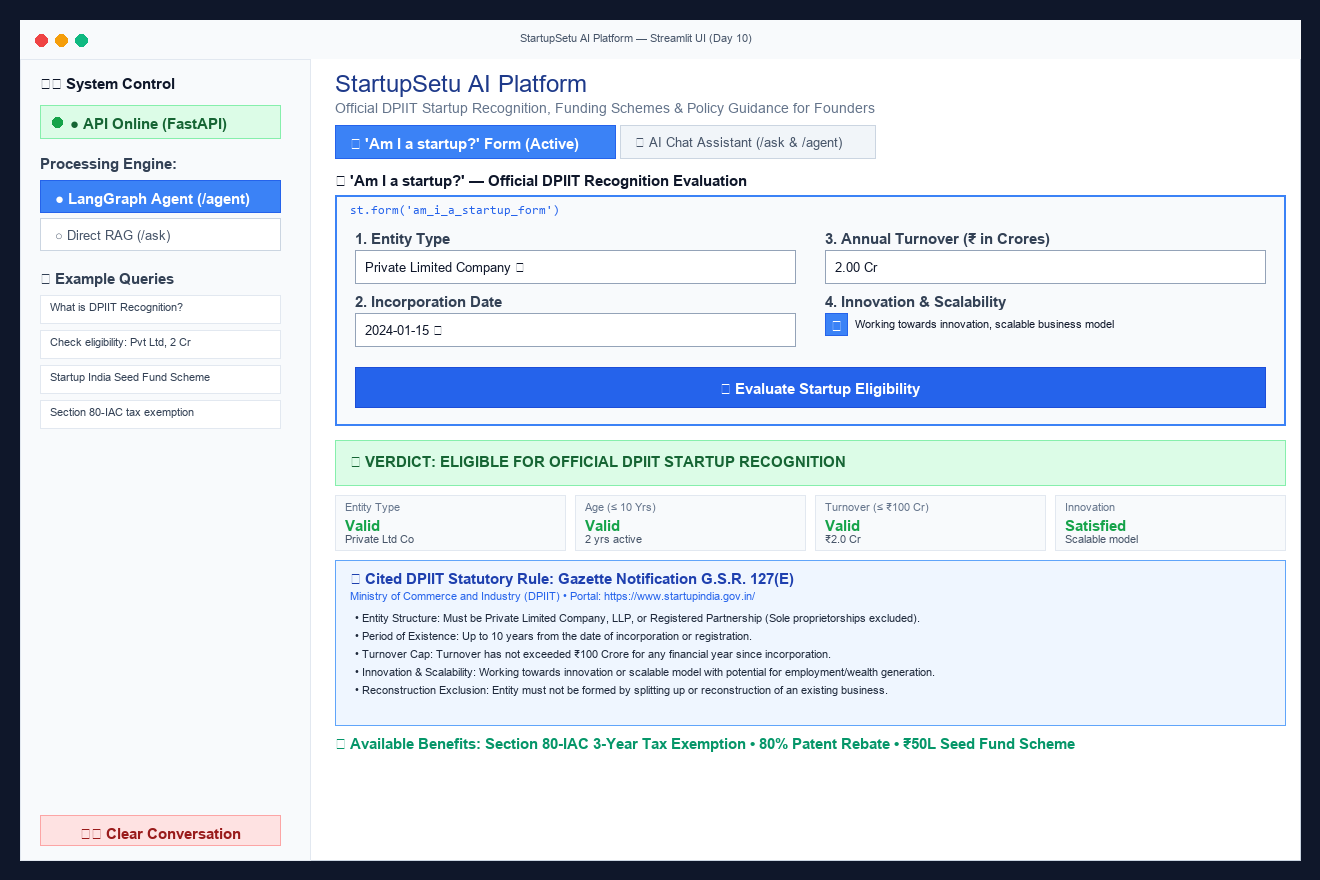 StartupSetu AI Platform — Streamlit UI (Day 10)
System Control
● API Online (FastAPI)
Processing Engine:
● LangGraph Agent (/agent)
○ Direct RAG (/ask)
Example Queries
What is DPIIT Recognition?
Check eligibility: Pvt Ltd, 2 Cr
Startup India Seed Fund Scheme
Section 80-IAC tax exemption
Clear Conversation
StartupSetu AI Platform
Official DPIIT Startup Recognition, Funding Schemes & Policy Guidance for Founders
'Am I a startup?' Form (Active)
AI Chat Assistant (/ask & /agent)
'Am I a startup?' — Official DPIIT Recognition Evaluation
st.form('am_i_a_startup_form')
1. Entity Type
Private Limited Company
2. Incorporation Date
2024-01-15
3. Annual Turnover (₹ in Crores)
2.00 Cr
4. Innovation & Scalability
Working towards innovation, scalable business model
Evaluate Startup Eligibility
VERDICT: ELIGIBLE FOR OFFICIAL DPIIT STARTUP RECOGNITION
Entity Type
Valid
Private Ltd Co
Age (≤ 10 Yrs)
Valid
2 yrs active
Turnover (≤ ₹100 Cr)
Valid
₹2.0 Cr
Innovation
Satisfied
Scalable model
Cited DPIIT Statutory Rule: Gazette Notification G.S.R. 127(E)
Ministry of Commerce and Industry (DPIIT) • Portal: https://www.startupindia.gov.in/
• Entity Structure: Must be Private Limited Company, LLP, or Registered Partnership (Sole proprietorships excluded).
• Period of Existence: Up to 10 years from the date of incorporation or registration.
• Turnover Cap: Turnover has not exceeded ₹100 Crore for any financial year since incorporation.
• Innovation & Scalability: Working towards innovation or scalable model with potential for employment/wealth generation.
• Reconstruction Exclusion: Entity must not be formed by splitting up or reconstruction of an existing business.
Available Benefits: Section 80-IAC 3-Year Tax Exemption • 80% Patent Rebate • ₹50L Seed Fund Scheme